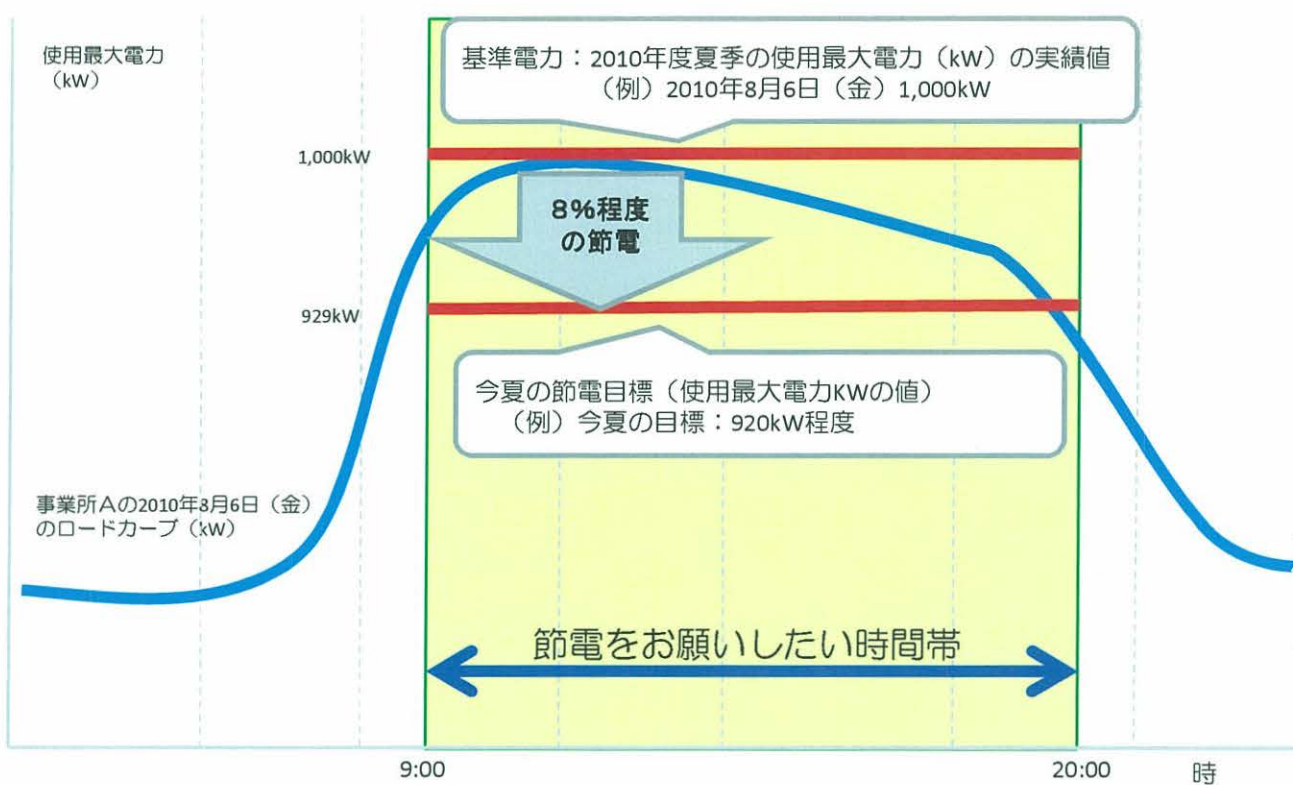 使用最大電力
（kW）
基準電力：2010年度夏季の使用最大電力（kW）の実績値
（例）2010年8月6日（金）1,000kW
1,000kW
8%程度
の節電
929kW
今夏の節電目標（使用最大電力KWの値）
（例）今夏の目標：920kW程度
事業所Aの2010年8月6日（金）
のロードカーブ（kW）
節電をお願いしたい時間帯
9:00
20:00
時